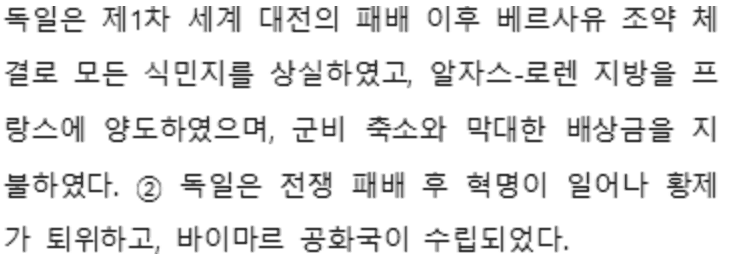 독일은 제1차 세계 대전의 패배 이후 베르사유 조약 체
결로 모든 식민지를 상실하였고, 알자스-로렌 지방을 프
랑스에 양도하였으며, 군비 축소와 막대한 배상금을 지
불하였다. ② 독일은 전쟁 패배 후 혁명이 일어나 황제
가 퇴위하고, 바이마르 공화국이 수립되었다.